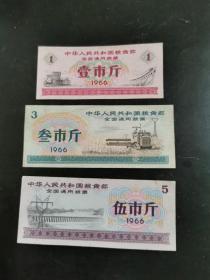 中华人民共和国粮食部
全国通用粮票
1
1
壹市斤
1966
中华人民共和国粮食部
全国通用粮票
3
叁市斤
1966
中华人民共和国粮食部
全国通用粮票
5
伍市斤
1966